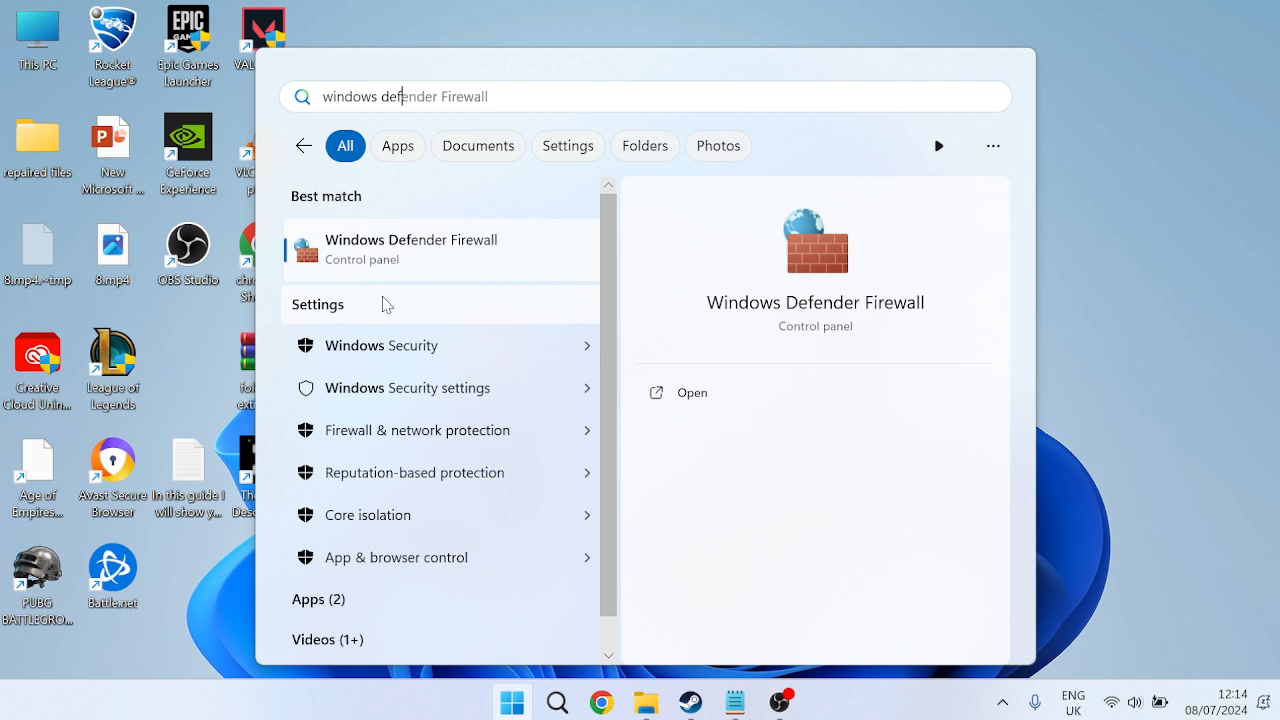 This PC
Rocket
League®
EPIC
GAMES
Epic Games
Launcher
repaired files
New
Microsoft ...
GeForce
Experience
8.mp4.~tmp
8.mp4
OBS Studio
Creative
Cloud Unin...
League of
Legends
Age of
Empires...
Avast Secure
Browser
In this guide I
will show y...
PUBG
BATTLEGRO...
Battle.net
windows defender Firewall
All
Apps
Documents
Settings
Folders
Photos
Best match
Windows Defender Firewall
Control panel
Settings
Windows Security
Windows Security settings
Firewall & network protection
Reputation-based protection
Core isolation
App & browser control
Apps (2)
Videos (1+)
Windows Defender Firewall
Control panel
Open
ENG
UK
12:14
08/07/2024